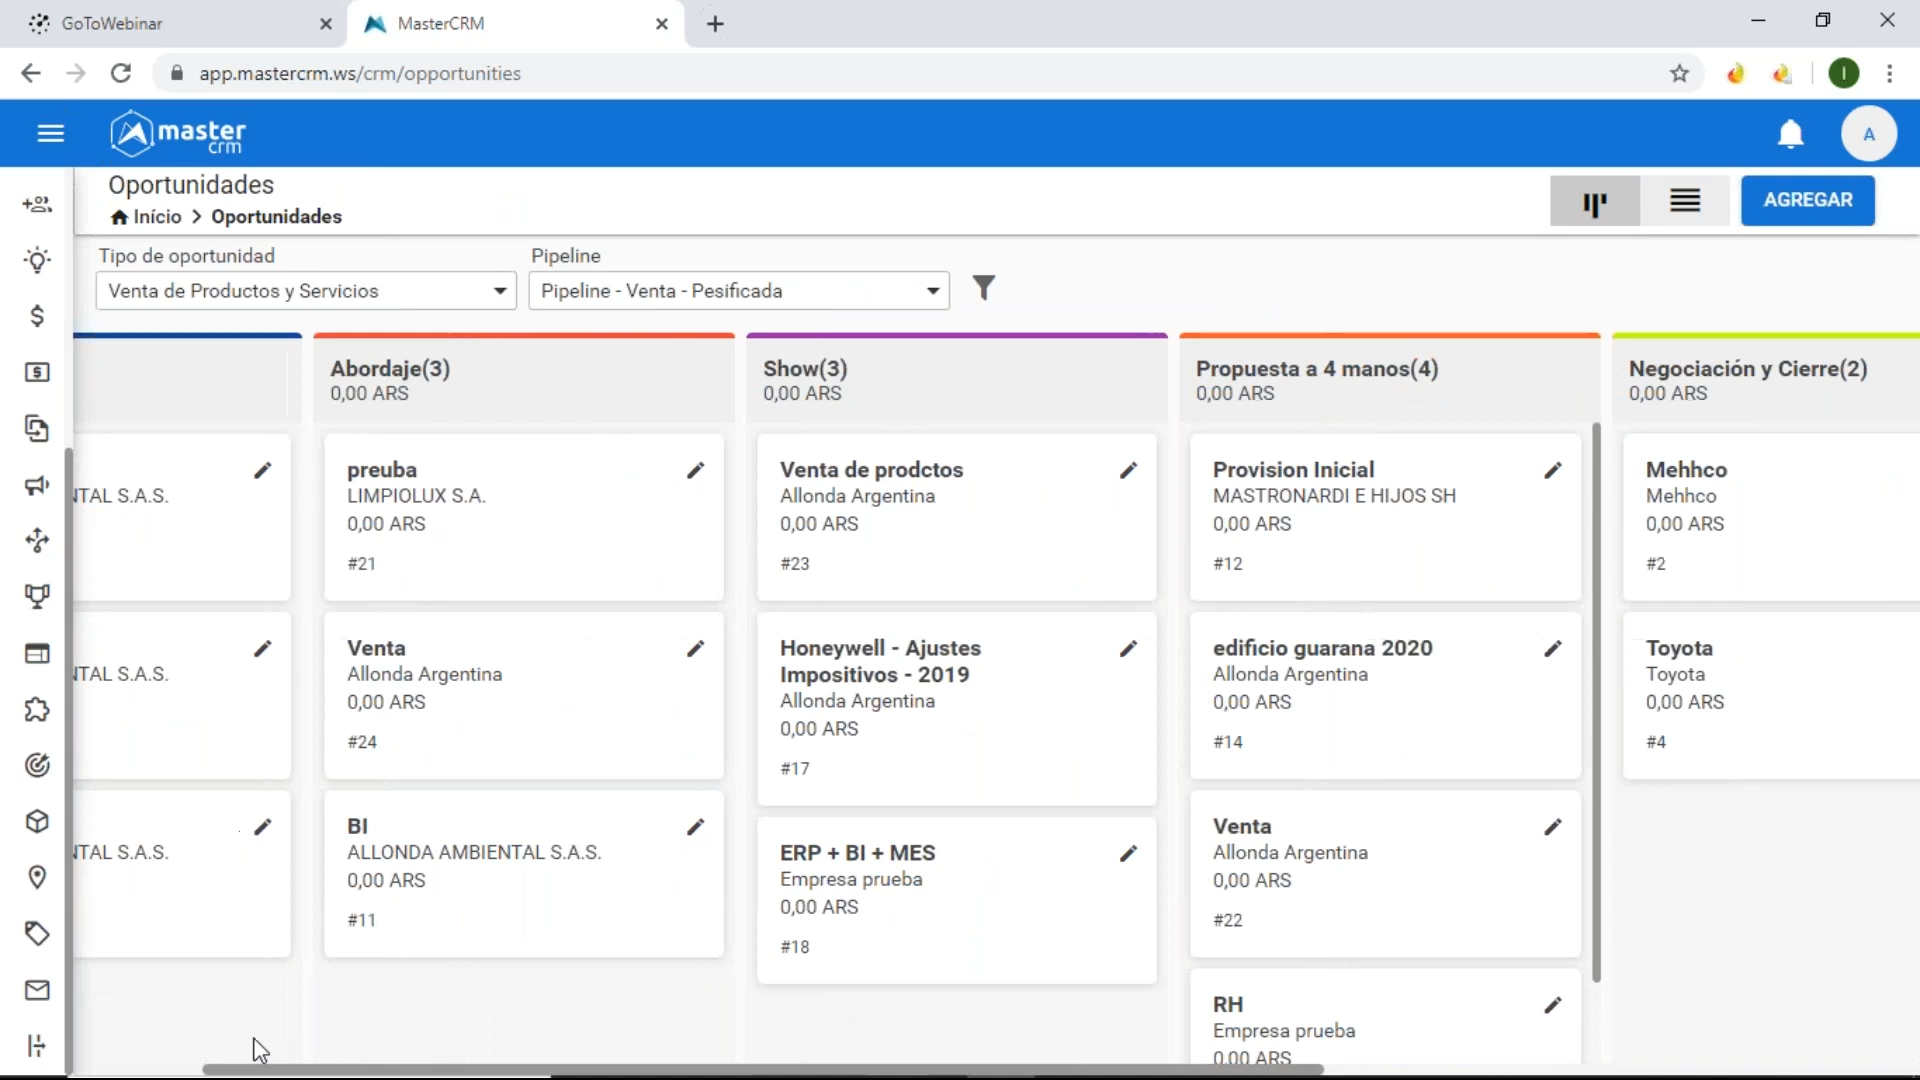 GoToWebinar
MasterCRM
app.mastercrm.ws/crm/opportunities
I
master
crm
A
Oportunidades
Início > Oportunidades
AGREGAR
Tipo de oportunidad
Pipeline
Venta de Productos y Servicios
Pipeline - Venta - Pesificada
TAL S.A.S.
TAL S.A.S.
TAL S.A.S.
Abordaje(3)
0,00 ARS
preuba
LIMPIOLUX S.A.
0,00 ARS
#21
Venta
Allonda Argentina
0,00 ARS
#24
BI
ALLONDA AMBIENTAL S.A.S.
0,00 ARS
#11
Show(3)
0,00 ARS
Venta de prodctos
Allonda Argentina
0,00 ARS
#23
Honeywell - Ajustes
Impositivos - 2019
Allonda Argentina
0,00 ARS
#17
ERP + BI + MES
Empresa prueba
0,00 ARS
#18
Propuesta a 4 manos(4)
0,00 ARS
Provision Inicial
MASTRONARDI E HIJOS SH
0,00 ARS
#12
edificio guarana 2020
Allonda Argentina
0,00 ARS
#14
Venta
Allonda Argentina
0,00 ARS
#22
RH
Empresa prueba
0,00 ARS
Negociación y Cierre(2)
0,00 ARS
Mehhco
Mehhco
0,00 ARS
#2
Toyota
Toyota
0,00 ARS
#4